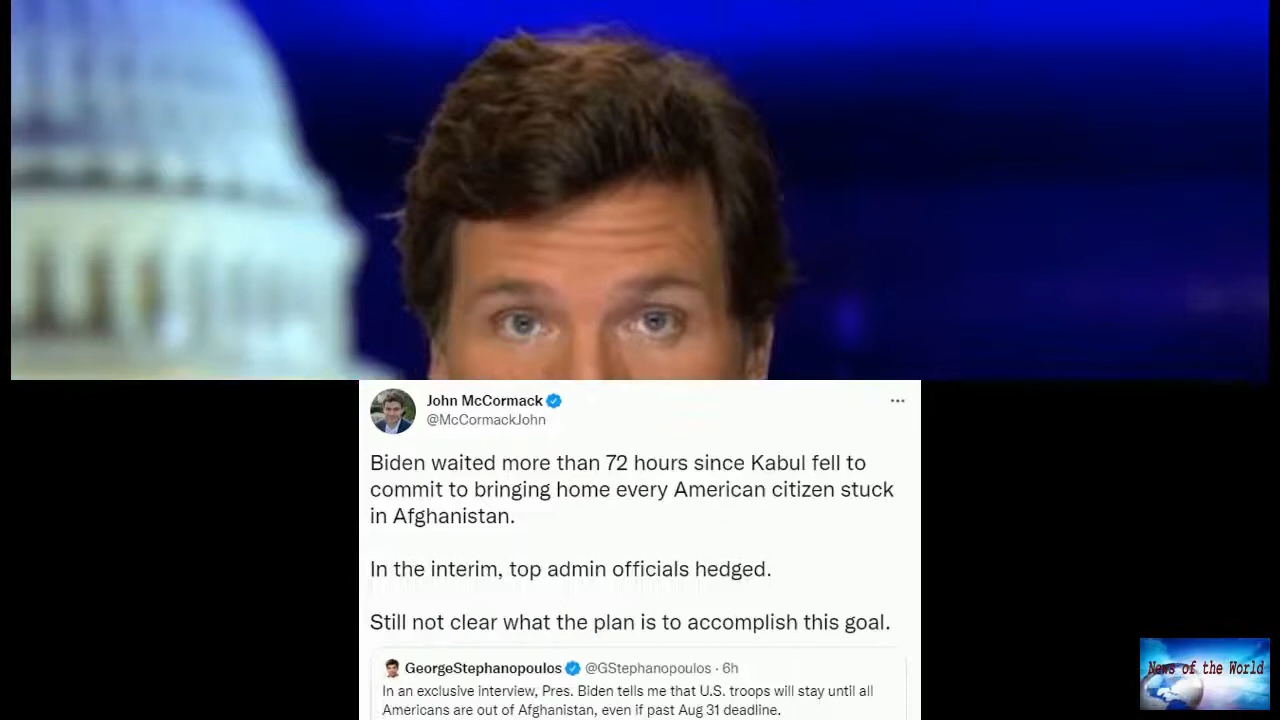 John McCormack
@McCormackJohn
Biden waited more than 72 hours since Kabul fell to
commit to bringing home every American citizen stuck
in Afghanistan.
In the interim, top admin officials hedged.
Still not clear what the plan is to accomplish this goal.
GeorgeStephanopoulos @GStephanopoulos · 6h
In an exclusive interview, Pres. Biden tells me that U.S. troops will stay until all
Americans are out of Afghanistan, even if past Aug 31 deadline.
News of the World